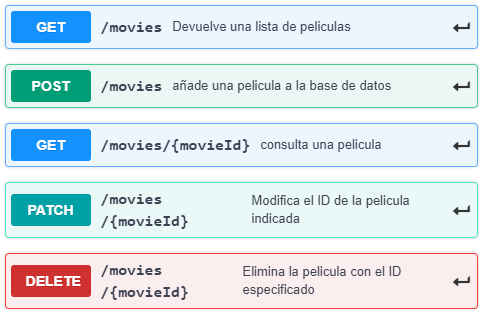 GET /movies Devuelve una lista de peliculas
POST /movies añade una pelicula a la base de datos
GET /movies/{movieId} consulta una pelicula
PATCH /movies /{movieId} Modifica el ID de la pelicula indicada
DELETE /movies /{movieId} Elimina la pelicula con el ID especificado